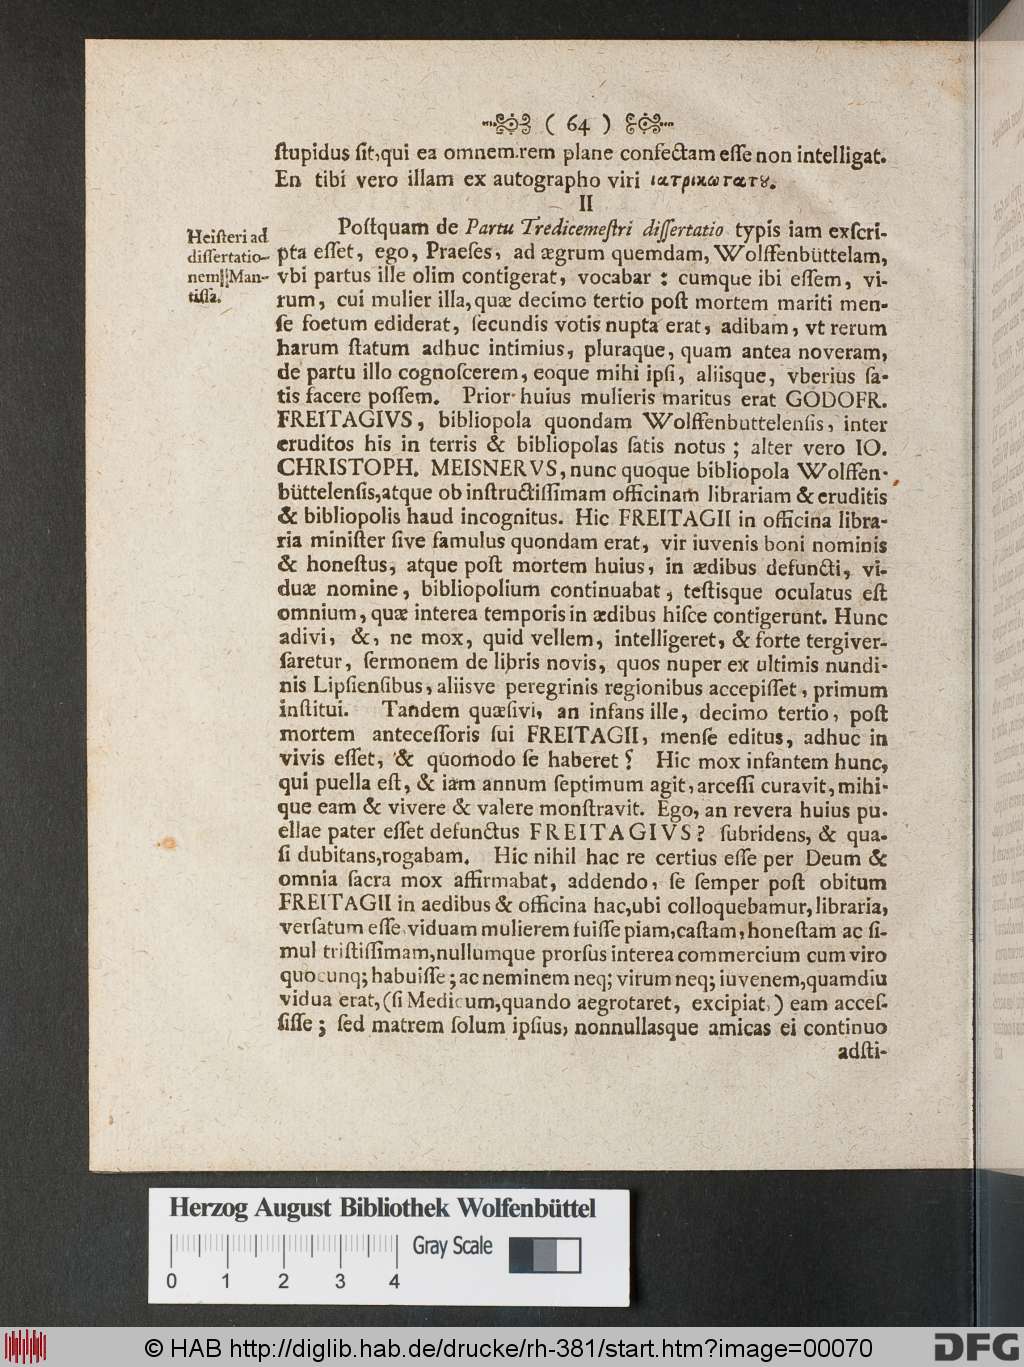 ( 64 )
ſtupidus ſit, qui ea omnem rem plane confectam eſſe non intelligat.
En tibi vero illam ex autographo viri ιατρικωτατȣ.
II
Heiſteri ad
diſſertatio-
nem Man-
tiſſa.
Poſtquam de Partu Tredicemeſtri diſſertatio typis iam exſcri-
pta eſſet, ego, Praeſes, ad ægrum quemdam, Wolffenbüttelam,
vbi partus ille olim contigerat, vocabar : cumque ibi eſſem, vi-
rum, cui mulier illa, quæ decimo tertio poſt mortem mariti men-
ſe foetum ediderat, ſecundis votis nupta erat, adibam, vt rerum
harum ſtatum adhuc intimius, pluraque, quam antea noveram,
de partu illo cognoſcerem, eoque mihi ipſi, aliisque, vberius ſa-
tis facere poſſem. Prior huius mulieris maritus erat GODOFR.
FREITAGIVS, bibliopola quondam Wolffenbuttelenſis, inter
eruditos his in terris & bibliopolas ſatis notus ; alter vero IO.
CHRISTOPH. MEISNERVS, nunc quoque bibliopola Wolffen-
büttelenſis, atque ob inſtructiſſimam officinam librariam & eruditis
& bibliopolis haud incognitus. Hic FREITAGII in officina libra-
ria miniſter ſive famulus quondam erat, vir iuvenis boni nominis
& honeſtus, atque poſt mortem huius, in ædibus defuncti, vi-
duæ nomine, bibliopolium continuabat, teſtisque oculatus eſt
omnium, quæ interea temporis in ædibus hiſce contigerunt. Hunc
adivi, &, ne mox, quid vellem, intelligeret, & forte tergiver-
ſaretur, ſermonem de libris novis, quos nuper ex ultimis nundi-
nis Lipſienſibus, aliisve peregrinis regionibus accepiſſet, primum
inſtitui. Tandem quæſivi, an infans ille, decimo tertio, poſt
mortem anteceſſoris ſui FREITAGII, menſe editus, adhuc in
vivis eſſet, & quomodo ſe haberet? Hic mox infantem hunc,
qui puella eſt, & iam annum ſeptimum agit, arceſſi curavit, mihi-
que eam & vivere & valere monſtravit. Ego, an revera huius pu-
ellae pater eſſet defunctus FREITAGIVS? ſubridens, & qua-
ſi dubitans, rogabam. Hic nihil hac re certius eſſe per Deum &
omnia ſacra mox affirmabat, addendo, ſe ſemper poſt obitum
FREITAGII in aedibus & officina hac, ubi colloquebamur, libraria,
verſatum eſſe, viduam mulierem fuiſſe piam, caſtam, honeſtam ac ſi-
mul triſtiſſimam, nullumque prorſus interea commercium cum viro
quocunq; habuiſſe; ac neminem neq; virum neq; iuvenem, quamdiu
vidua erat, (ſi Medicum, quando aegrotaret, excipiat,) eam acceſ-
ſiſſe ; ſed matrem ſolum ipſius, nonnullasque amicas ei continuo
adſti-
Herzog August Bibliothek Wolfenbüttel
Gray Scale
0 1 2 3 4
© HAB http://diglib.hab.de/drucke/rh-381/start.htm?image=00070
DFG